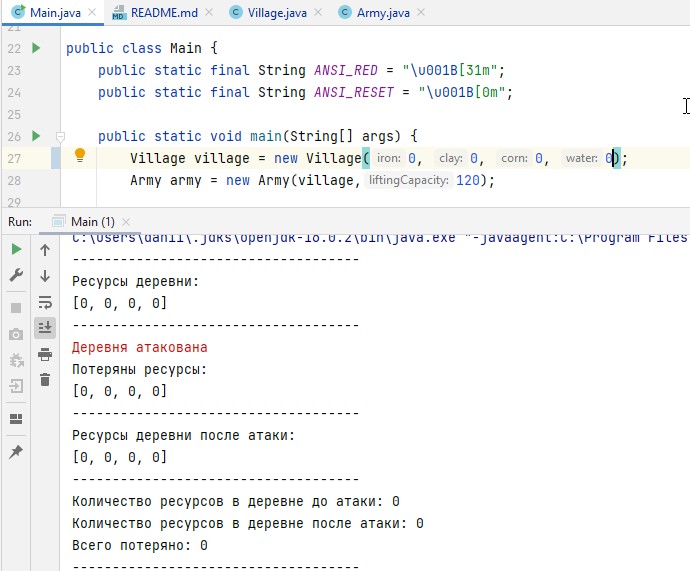 Main.java README.md Village.java Army.java
21
22 public class Main {
23 public static final String ANSI_RED = "\u001B[31m";
24 public static final String ANSI_RESET = "\u001B[0m";
25
26 public static void main(String[] args) {
27 Village village = new Village( iron: 0, clay: 0, corn: 0, water: 0);
28 Army army = new Army(village, liftingCapacity: 120);
29
Run: Main (1)
C:\Users\danil\.jdks\openjdk-18.0.2\bin\java.exe "-javaagent:C:\Program Files
-----------------------------------
Ресурсы деревни:
[0, 0, 0, 0]
-----------------------------------
Деревня атакована
Потеряны ресурсы:
[0, 0, 0, 0]
-----------------------------------
Ресурсы деревни после атаки:
[0, 0, 0, 0]
-----------------------------------
Количество ресурсов в деревне до атаки: 0
Количество ресурсов в деревне после атаки: 0
Всего потеряно: 0
-----------------------------------